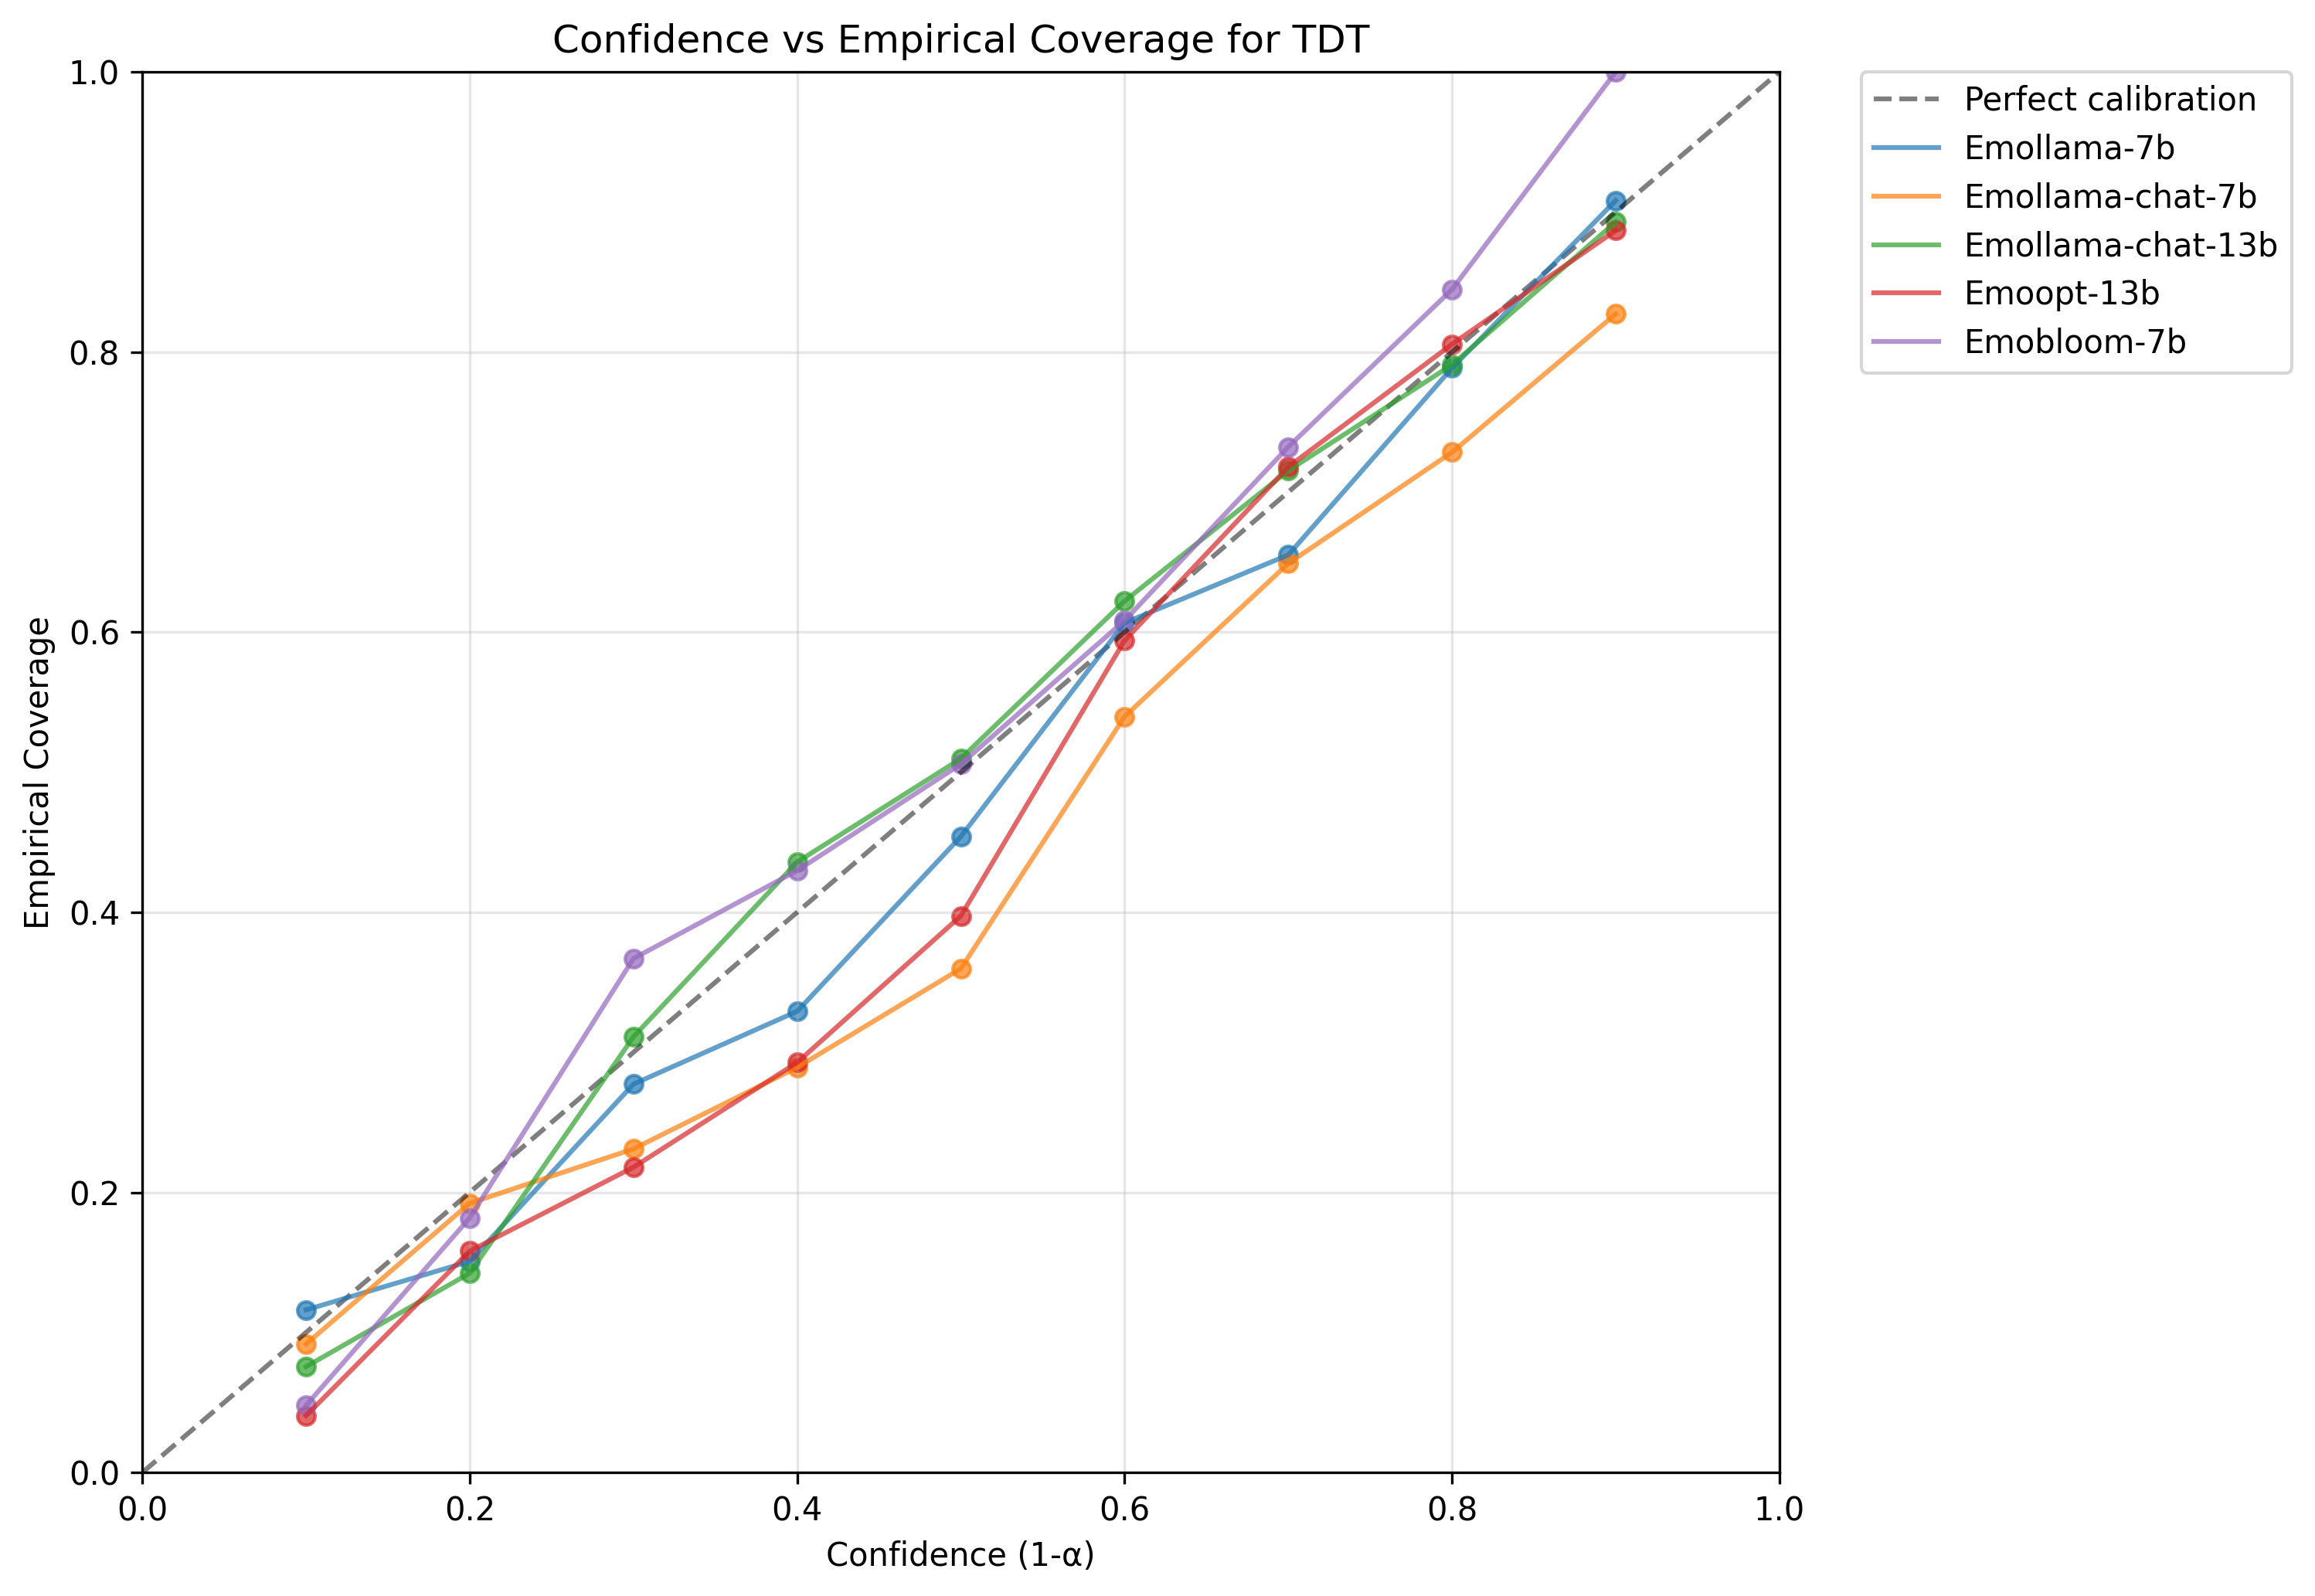 Confidence vs Empirical Coverage for TDT
1.0
0.8
0.6
0.4
0.2
0.0
Empirical Coverage
0.0 0.2 0.4 0.6 0.8 1.0
Confidence (1-α)
Perfect calibration
Emollama-7b
Emollama-chat-7b
Emollama-chat-13b
Emoopt-13b
Emobloom-7b